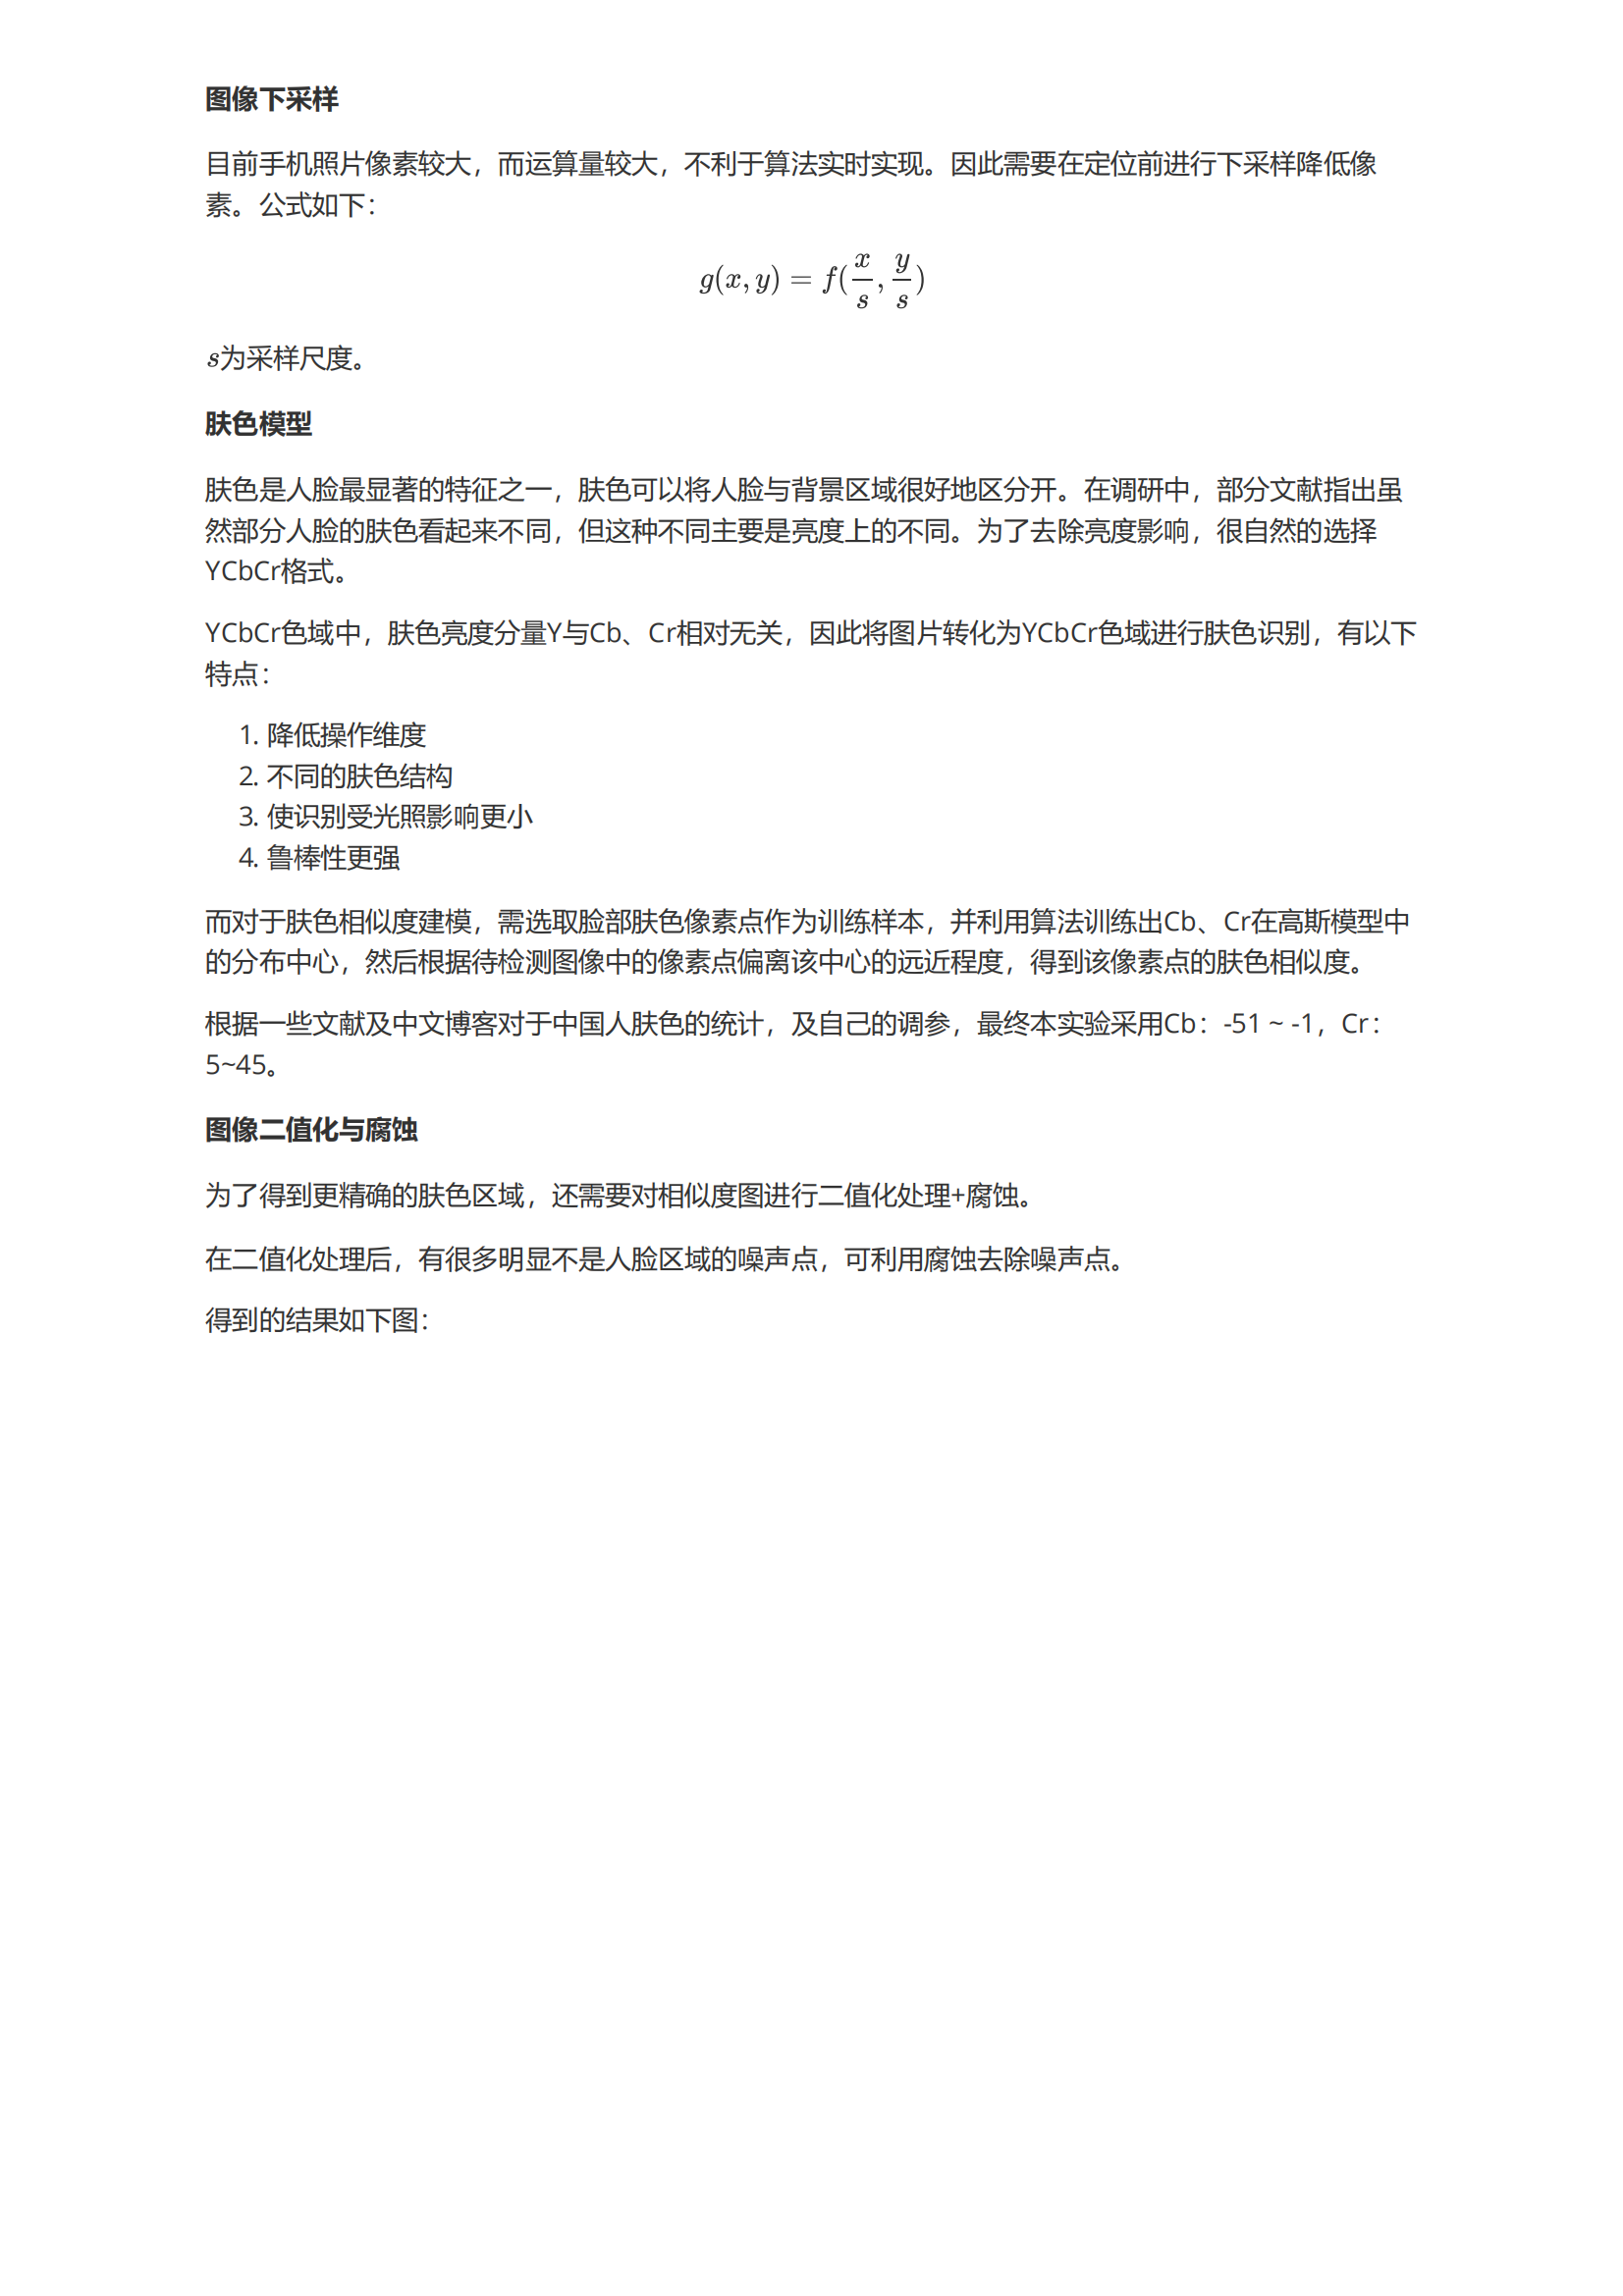 图像下采样
目前手机照片像素较大，而运算量较大，不利于算法实时实现。因此需要在定位前进行下采样降低像
素。公式如下：
g(x, y) = f(x/s, y/s)
s为采样尺度。
肤色模型
肤色是人脸最显著的特征之一，肤色可以将人脸与背景区域很好地区分开。在调研中，部分文献指出虽
然部分人脸的肤色看起来不同，但这种不同主要是亮度上的不同。为了去除亮度影响，很自然的选择
YCbCr格式。
YCbCr色域中，肤色亮度分量Y与Cb、Cr相对无关，因此将图片转化为YCbCr色域进行肤色识别，有以下
特点：
1. 降低操作维度
2. 不同的肤色结构
3. 使识别受光照影响更小
4. 鲁棒性更强
而对于肤色相似度建模，需选取脸部肤色像素点作为训练样本，并利用算法训练出Cb、Cr在高斯模型中
的分布中心，然后根据待检测图像中的像素点偏离该中心的远近程度，得到该像素点的肤色相似度。
根据一些文献及中文博客对于中国人肤色的统计，及自己的调参，最终本实验采用Cb：-51 ~ -1，Cr：
5~45。
图像二值化与腐蚀
为了得到更精确的肤色区域，还需要对相似度图进行二值化处理+腐蚀。
在二值化处理后，有很多明显不是人脸区域的噪声点，可利用腐蚀去除噪声点。
得到的结果如下图：